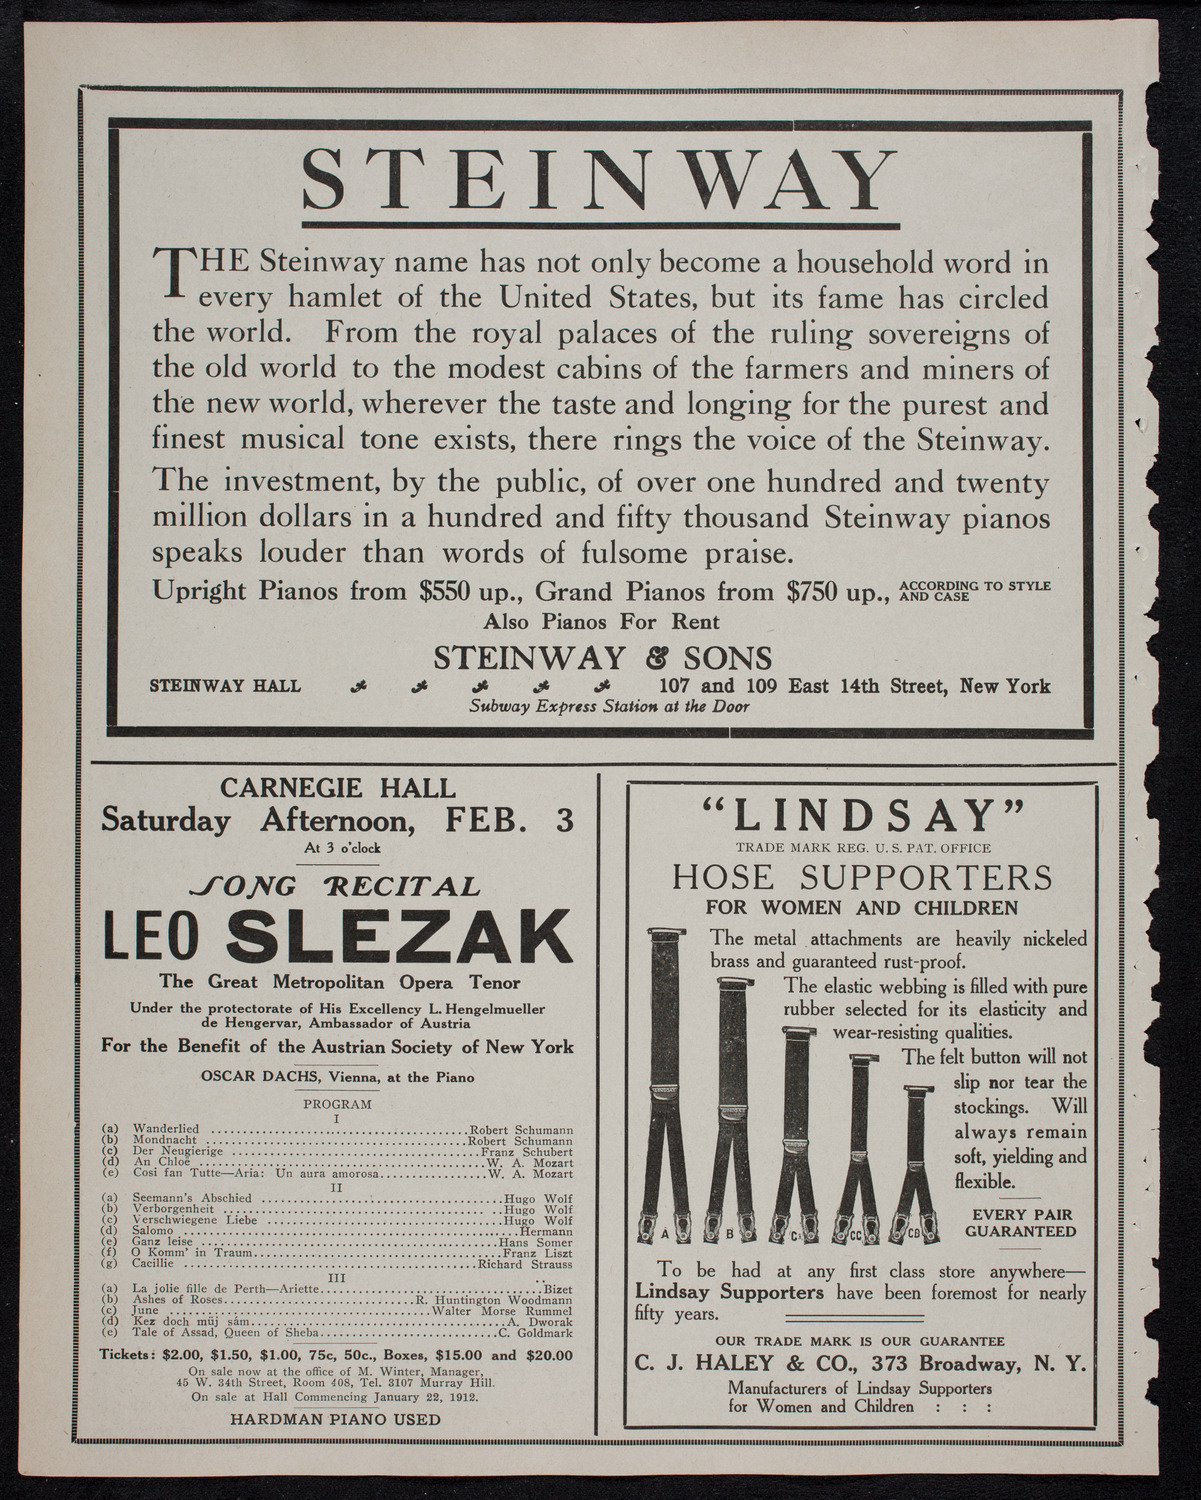 STEINWAY
THE Steinway name has not only become a household word in
every hamlet of the United States, but its fame has circled
the world. From the royal palaces of the ruling sovereigns of
the old world to the modest cabins of the farmers and miners of
the new world, wherever the taste and longing for the purest and
finest musical tone exists, there rings the voice of the Steinway.
The investment, by the public, of over one hundred and twenty
million dollars in a hundred and fifty thousand Steinway pianos
speaks louder than words of fulsome praise.
Upright Pianos from $550 up., Grand Pianos from $750 up., ACCORDING TO STYLE AND CASE
Also Pianos For Rent
STEINWAY & SONS
STEINWAY HALL 107 and 109 East 14th Street, New York
Subway Express Station at the Door
CARNEGIE HALL
Saturday Afternoon, FEB. 3
At 3 o'clock
SONG RECITAL
LEO SLEZAK
The Great Metropolitan Opera Tenor
Under the protectorate of His Excellency L. Hengelmueller
de Hengervar, Ambassador of Austria
For the Benefit of the Austrian Society of New York
OSCAR DACHS, Vienna, at the Piano
PROGRAM
I
(a) Wanderlied ........ Robert Schumann
(b) Mondnacht ........ Robert Schumann
(c) Der Neugierige ........ Franz Schubert
(d) An Chloë ........ W. A. Mozart
(e) Cosi fan Tutte—Aria: Un aura amorosa ........ W. A. Mozart
II
(a) Seemann's Abschied ........ Hugo Wolf
(b) Verborgenheit ........ Hugo Wolf
(c) Verschwiegene Liebe ........ Hugo Wolf
(d) Salomo ........ Hermann
(e) Ganz leise ........ Hans Somer
(f) O Komm' in Traum ........ Franz Liszt
(g) Cacillie ........ Richard Strauss
III
(a) La jolie fille de Perth—Ariette ........ Bizet
(b) Ashes of Roses ........ R. Huntington Woodmann
(c) June ........ Walter Morse Rummel
(d) Kez doch můj sám ........ A. Dworak
(e) Tale of Assad, Queen of Sheba ........ C. Goldmark
Tickets: $2.00, $1.50, $1.00, 75c, 50c., Boxes, $15.00 and $20.00
On sale now at the office of M. Winter, Manager,
45 W. 34th Street, Room 408, Tel. 3107 Murray Hill.
On sale at Hall Commencing January 22, 1912.
HARDMAN PIANO USED
"LINDSAY"
TRADE MARK REG. U. S. PAT. OFFICE
HOSE SUPPORTERS
FOR WOMEN AND CHILDREN
The metal attachments are heavily nickeled
brass and guaranteed rust-proof.
The elastic webbing is filled with pure
rubber selected for its elasticity and
wear-resisting qualities.
The felt button will not
slip nor tear the
stockings. Will
always remain
soft, yielding and
flexible.
EVERY PAIR
GUARANTEED
A B C CC CB
To be had at any first class store anywhere—
Lindsay Supporters have been foremost for nearly
fifty years.
OUR TRADE MARK IS OUR GUARANTEE
C. J. HALEY & CO., 373 Broadway, N. Y.
Manufacturers of Lindsay Supporters
for Women and Children : : :